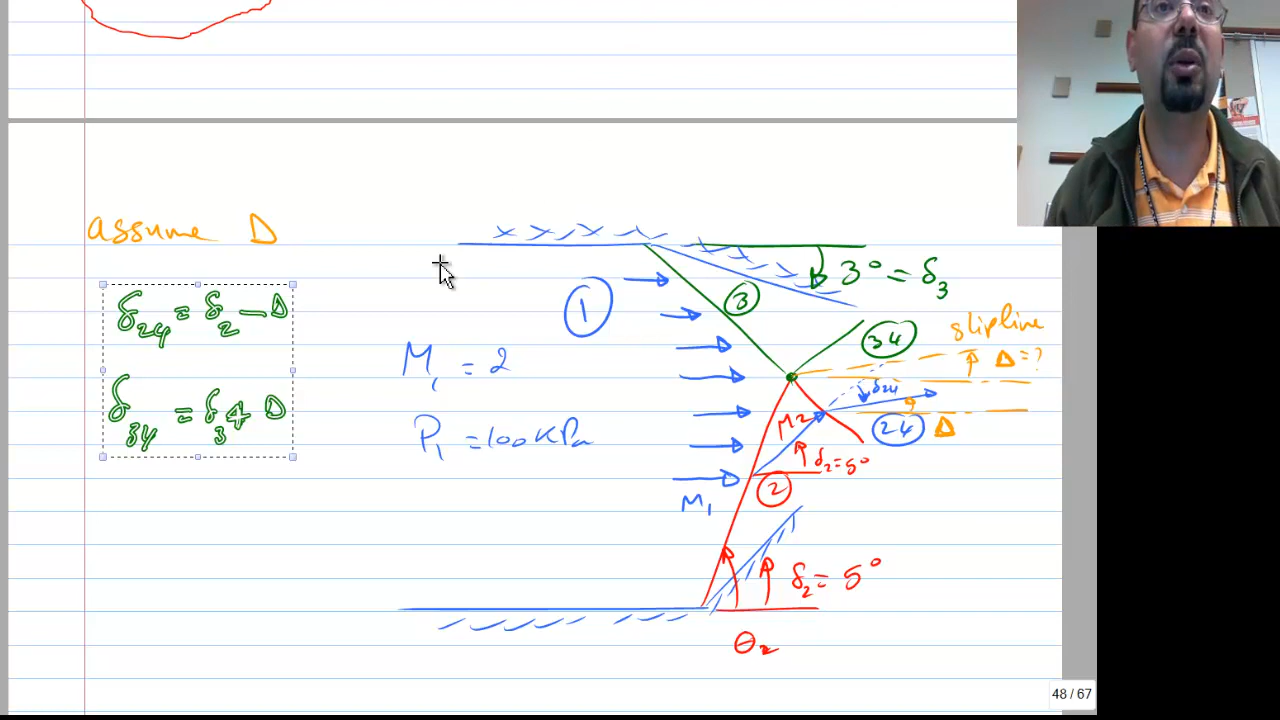 assume Δ
δ24 = δ2 - Δ
δ34 = δ3 + Δ
1
M1 = 2
P1 = 100 KPa
3
3° = δ3
slipline
Δ = ?
34
δ24
24
Δ
M2
δ2 = 5°
2
M1
δ2 = 5°
θ2
48 / 67